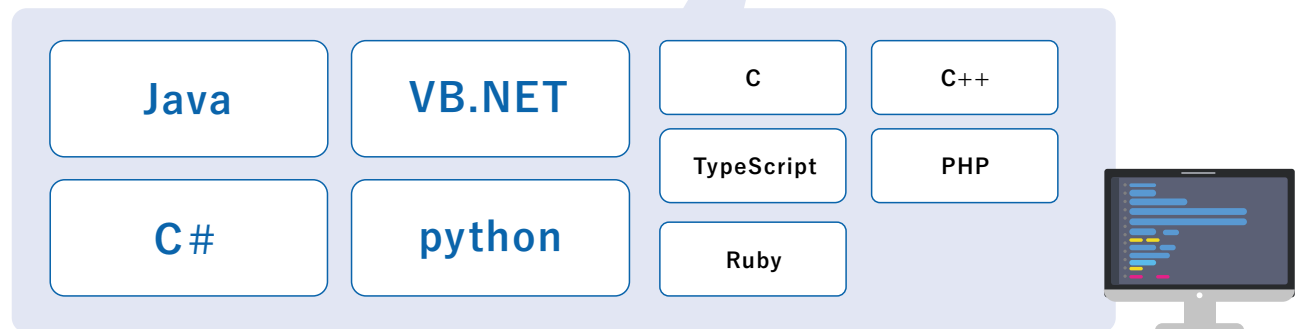 Java
VB.NET
C#
python
C
C++
TypeScript
PHP
Ruby